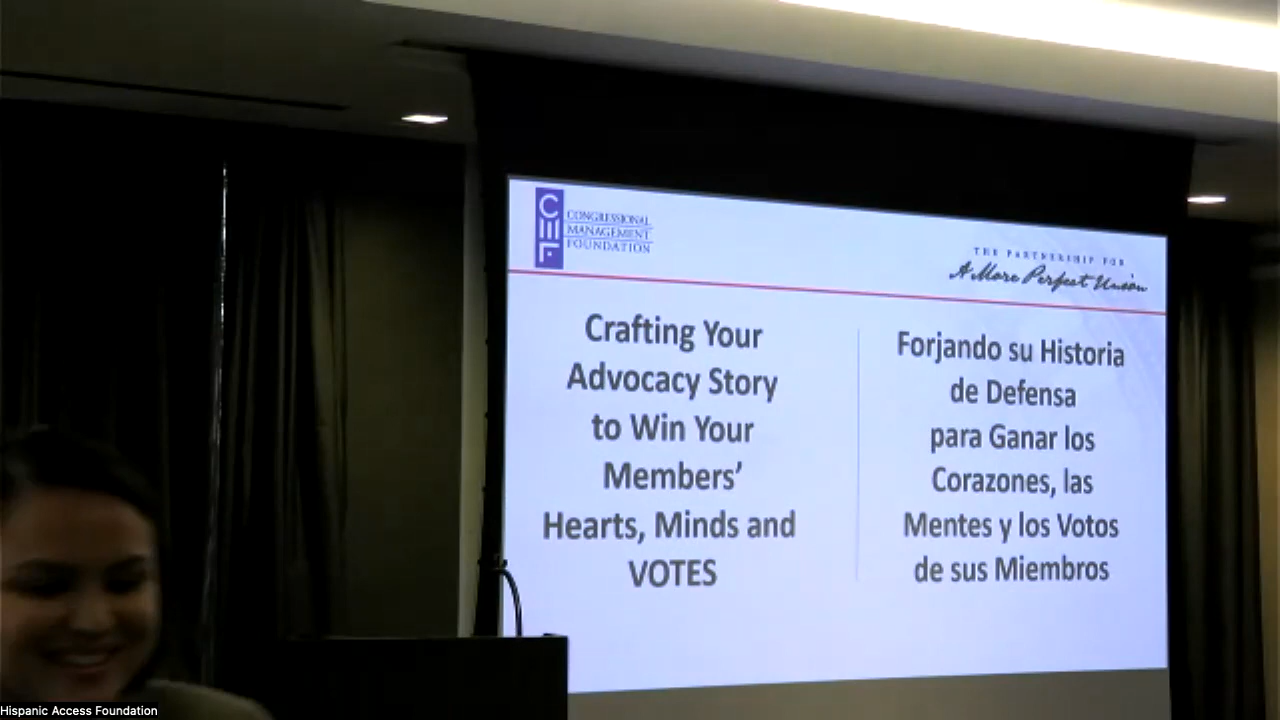 CMF
CONGRESSIONAL
MANAGEMENT
FOUNDATION
THE PARTNERSHIP FOR
A More Perfect Union
Crafting Your
Advocacy Story
to Win Your
Members'
Hearts, Minds and
VOTES
Forjando su Historia
de Defensa
para Ganar los
Corazones, las
Mentes y los Votos
de sus Miembros
Hispanic Access Foundation